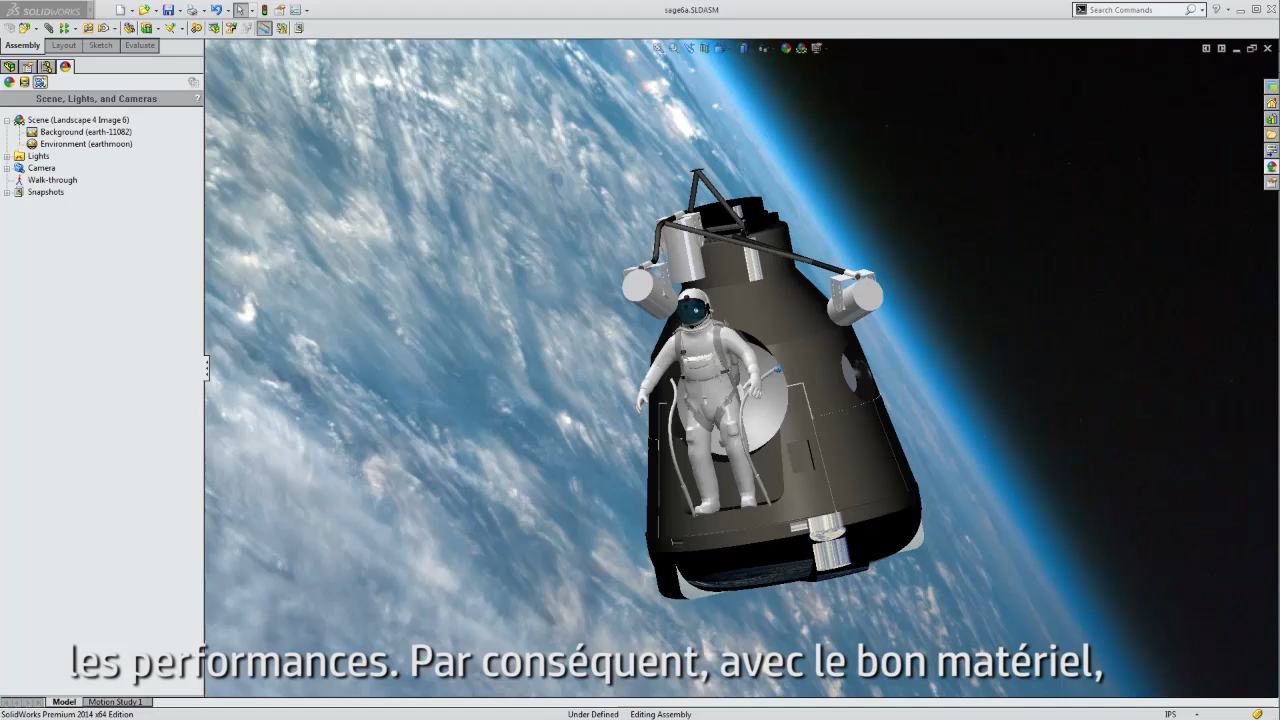 SOLIDWORKS
sage6a.SLDASM
Search Commands
Assembly
Layout
Sketch
Evaluate
Scene, Lights, and Cameras
?
Scene (Landscape 4 Image 6)
Background (earth-11082)
Environment (earthmoon)
Lights
Camera
Walk-through
Snapshots
les performances. Par conséquent, avec le bon matériel,
Model
Motion Study 1
SolidWorks Premium 2014 x64 Edition
Under Defined
Editing Assembly
IPS